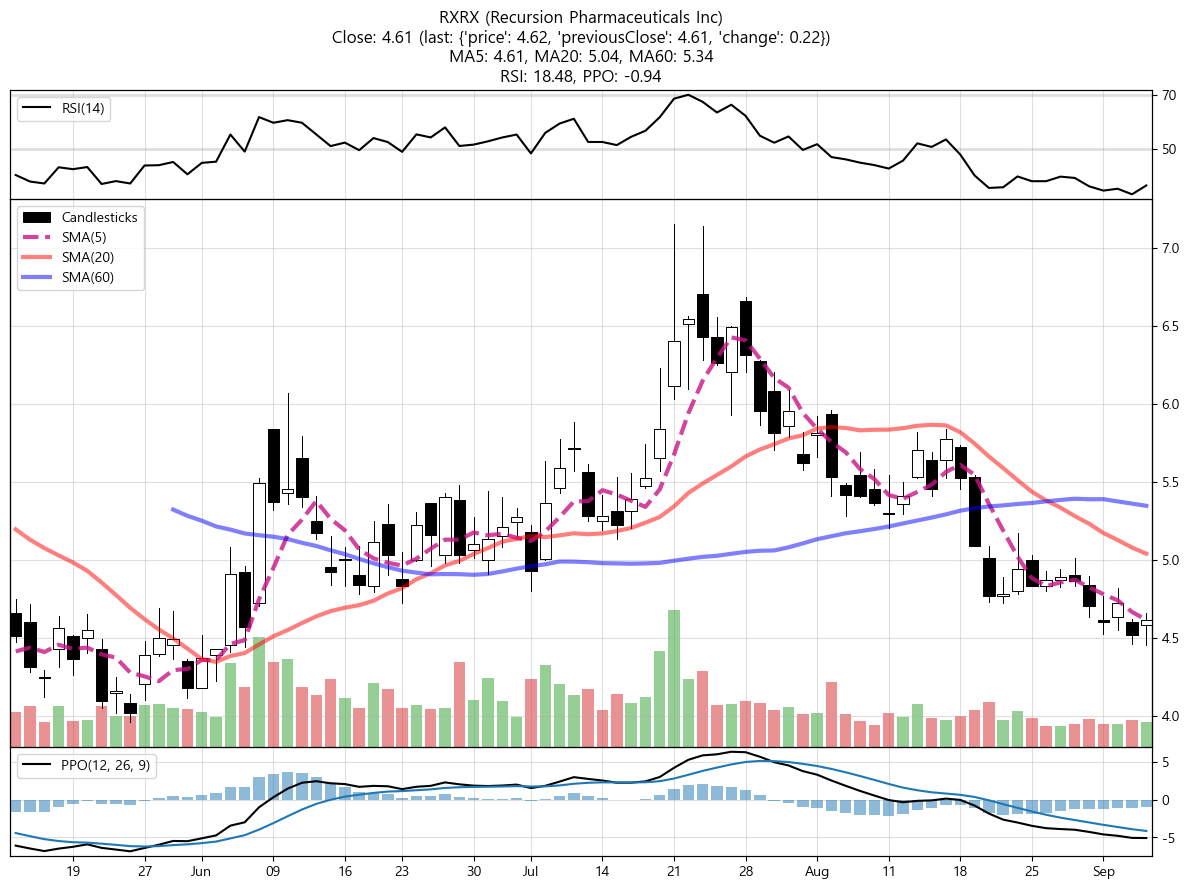 RXRX (Recursion Pharmaceuticals Inc)
Close: 4.61 (last: {'price': 4.62, 'previousClose': 4.61, 'change': 0.22})
MA5: 4.61, MA20: 5.04, MA60: 5.34
RSI: 18.48, PPO: -0.94
RSI(14)
70
50
Candlesticks
SMA(5)
SMA(20)
SMA(60)
7.0
6.5
6.0
5.5
5.0
4.5
4.0
PPO(12, 26, 9)
5
0
-5
19 27 Jun 09 16 23 Jul 14 21 28 Aug 11 18 25 Sep